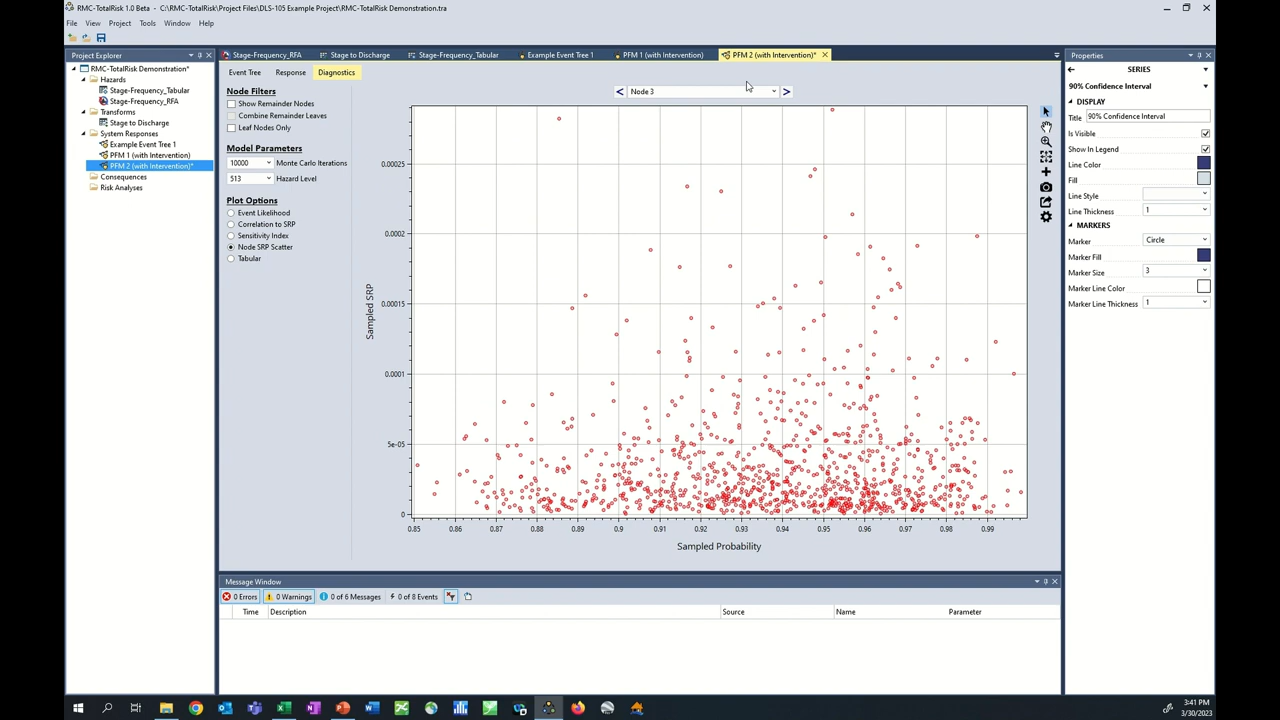 RMC-TotalRisk 1.0 Beta - C:\RMC-TotalRisk\Project Files\DLS-105 Example Project\RMC-TotalRisk Demonstration.tra
File View Project Tools Window Help
Project Explorer
RMC-TotalRisk Demonstration*
Hazards
Stage-Frequency_Tabular
Stage-Frequency_RFA
Transforms
Stage to Discharge
System Responses
Example Event Tree 1
PFM 1 (with Intervention)
PFM 2 (with Intervention)*
Consequences
Risk Analyses
Stage-Frequency_RFA Stage to Discharge Stage-Frequency_Tabular Example Event Tree 1 PFM 1 (with Intervention) PFM 2 (with Intervention)*
Event Tree Response Diagnostics
Node Filters
Show Remainder Nodes
Combine Remainder Leaves
Leaf Nodes Only
Model Parameters
10000 Monte Carlo Iterations
513 Hazard Level
Plot Options
Event Likelihood
Correlation to SRP
Sensitivity Index
Node SRP Scatter
Tabular
< Node 3 >
Sampled SRP
0.00025
0.0002
0.00015
0.0001
5e-05
0
0.85 0.86 0.87 0.88 0.89 0.9 0.91 0.92 0.93 0.94 0.95 0.96 0.97 0.98 0.99
Sampled Probability
Properties
SERIES
90% Confidence Interval
DISPLAY
Title 90% Confidence Interval
Is Visible
Show In Legend
Line Color
Fill
Line Style
Line Thickness 1
MARKERS
Marker Circle
Marker Fill
Marker Size 3
Marker Line Color
Marker Line Thickness 1
Message Window
0 Errors 0 Warnings 0 of 6 Messages 0 of 8 Events
Time Description Source Name Parameter
3:41 PM
3/30/2023